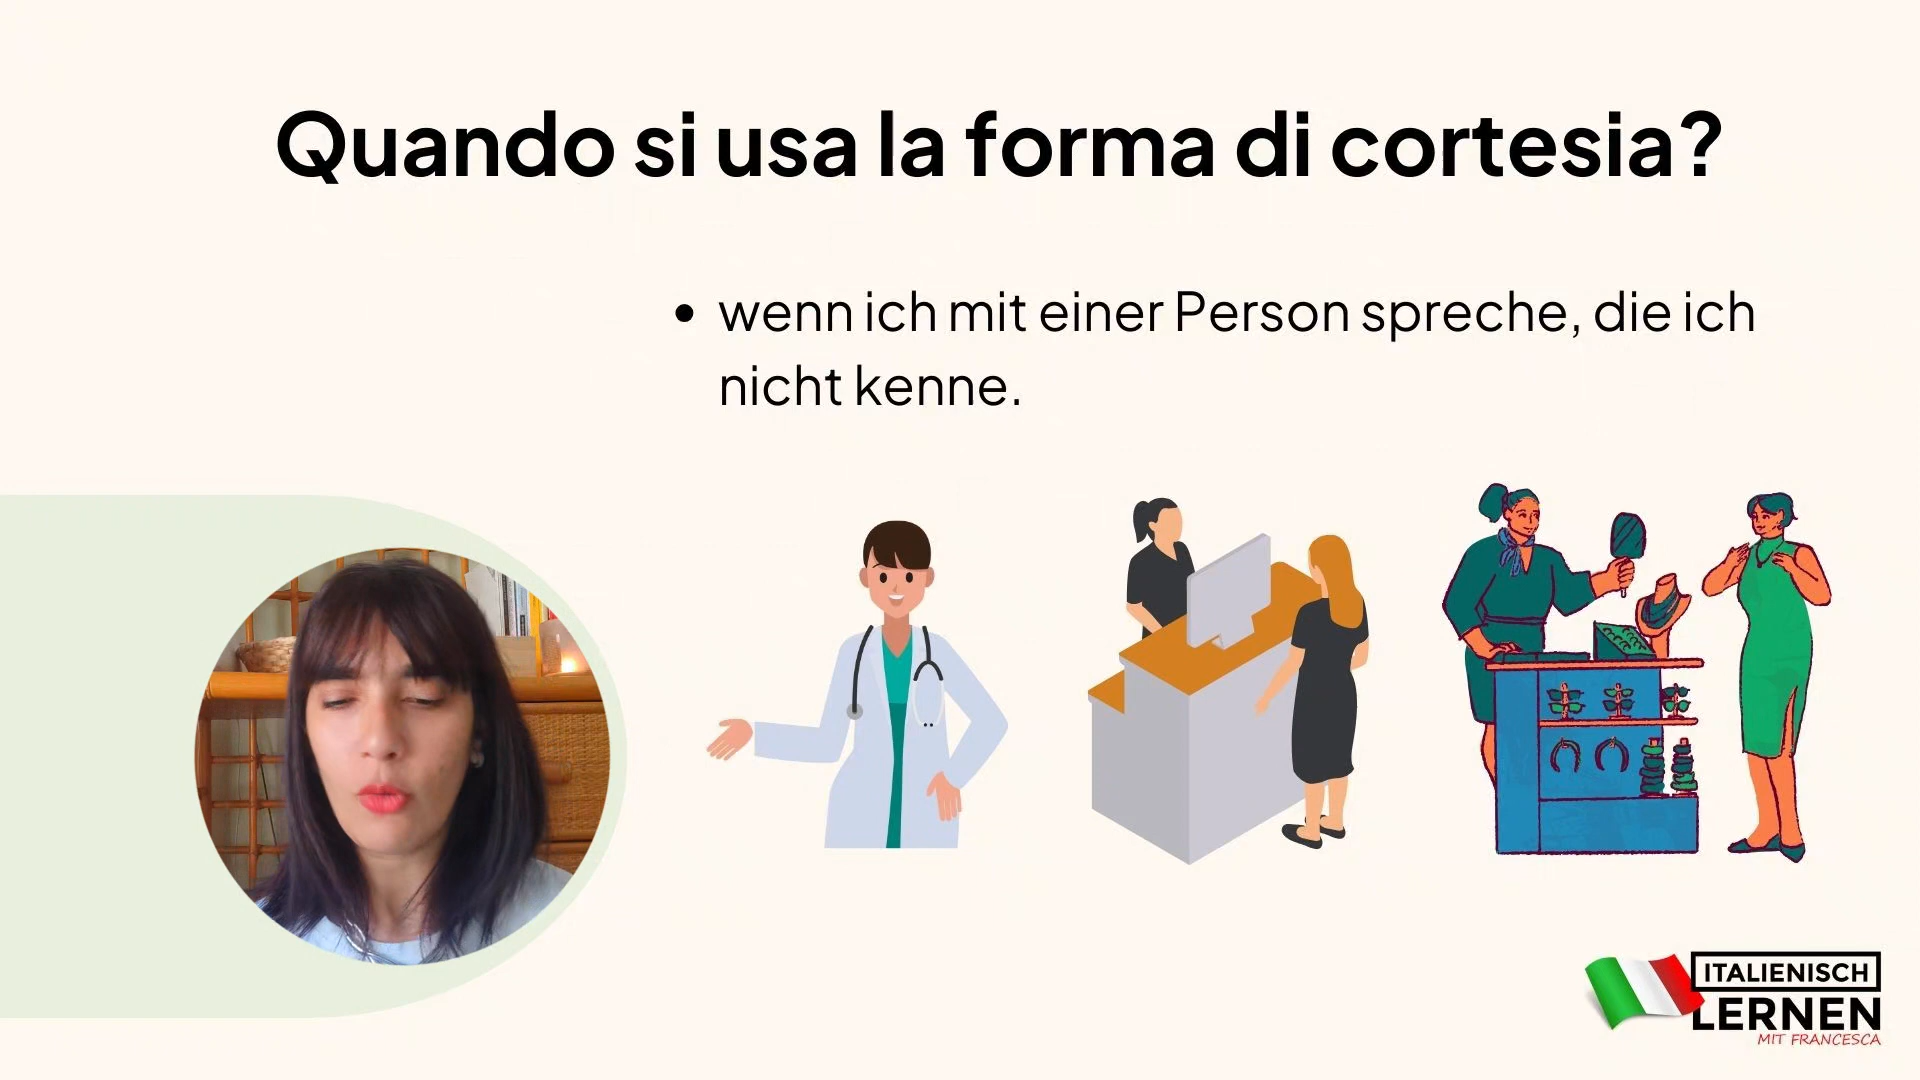 Quando si usa la forma di cortesia?
• wenn ich mit einer Person spreche, die ich
nicht kenne.
ITALIENISCH
LERNEN
MIT FRANCESCA